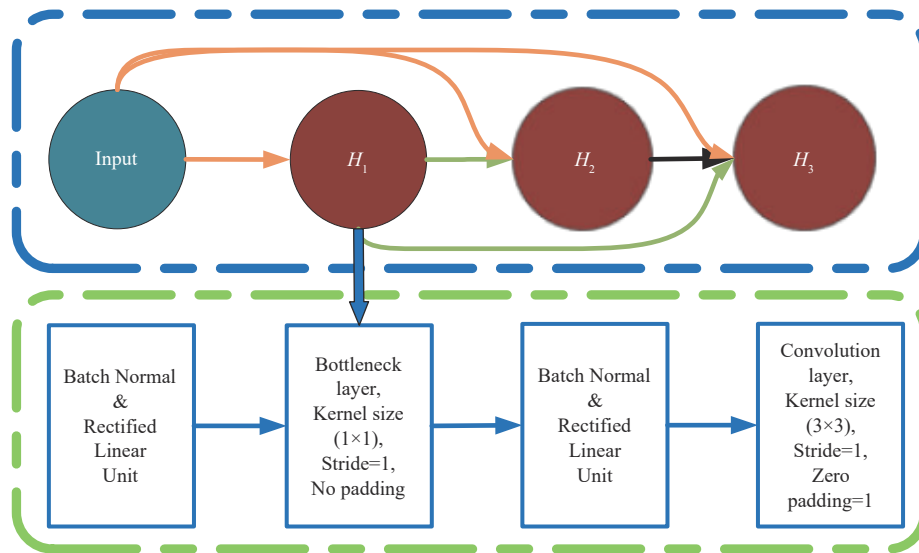 Input
H₁
H₂
H₃
Batch Normal
&
Rectified
Linear
Unit
Bottleneck
layer,
Kernel size
(1×1),
Stride=1,
No padding
Batch Normal
&
Rectified
Linear
Unit
Convolution
layer,
Kernel size
(3×3),
Stride=1,
Zero
padding=1